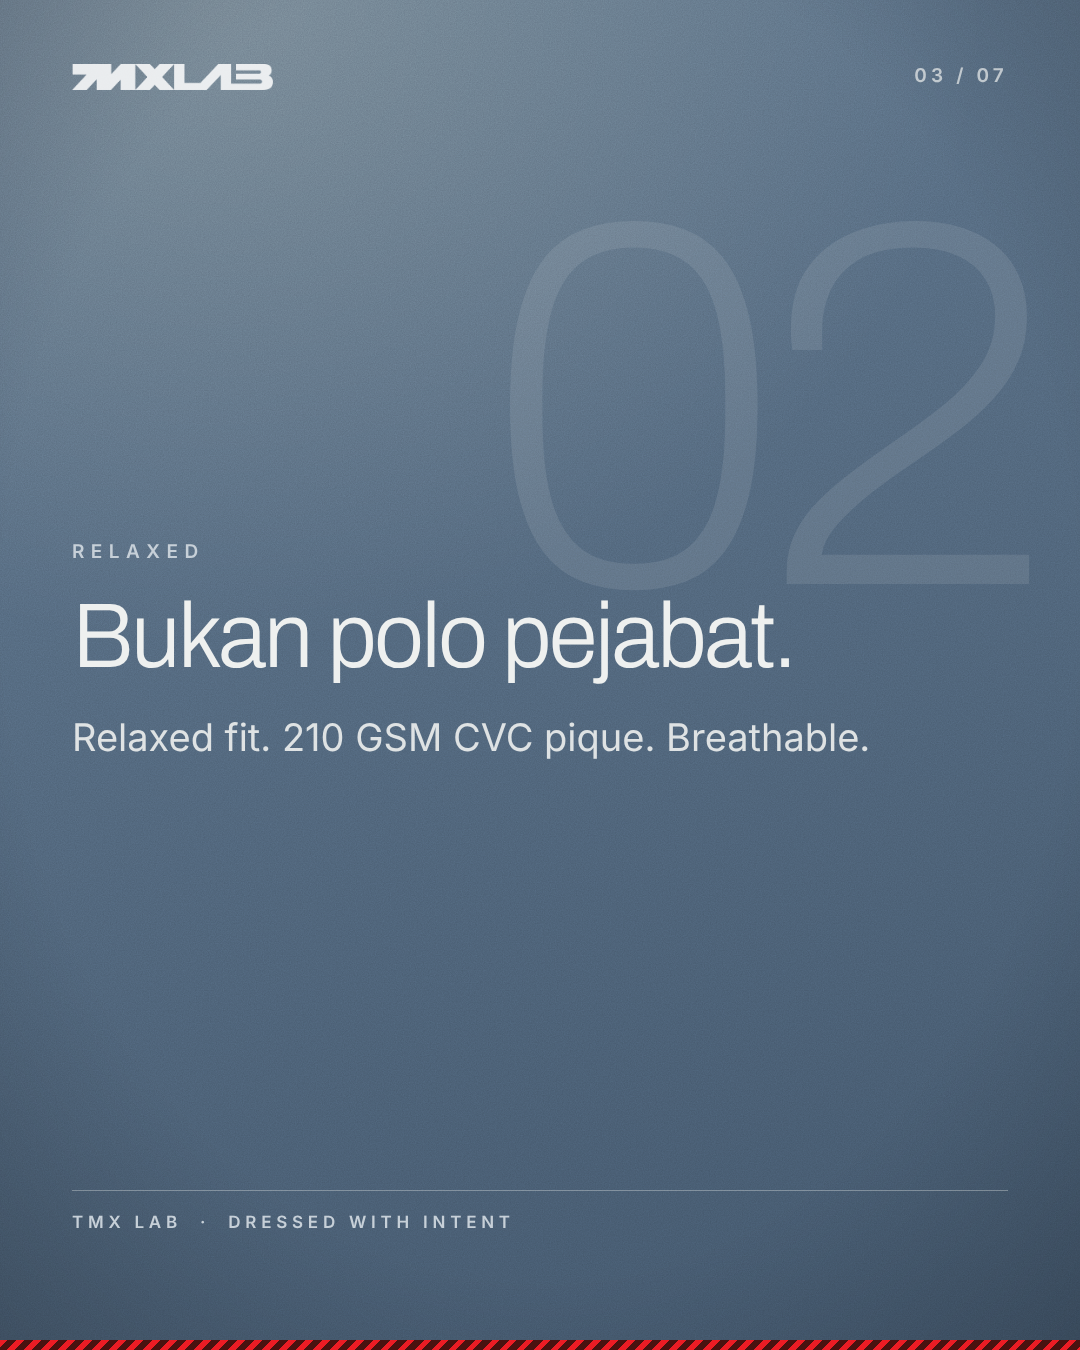 TMXLAB
03 / 07
02
RELAXED
Bukan polo pejabat.
Relaxed fit. 210 GSM CVC pique. Breathable.
TMX LAB · DRESSED WITH INTENT